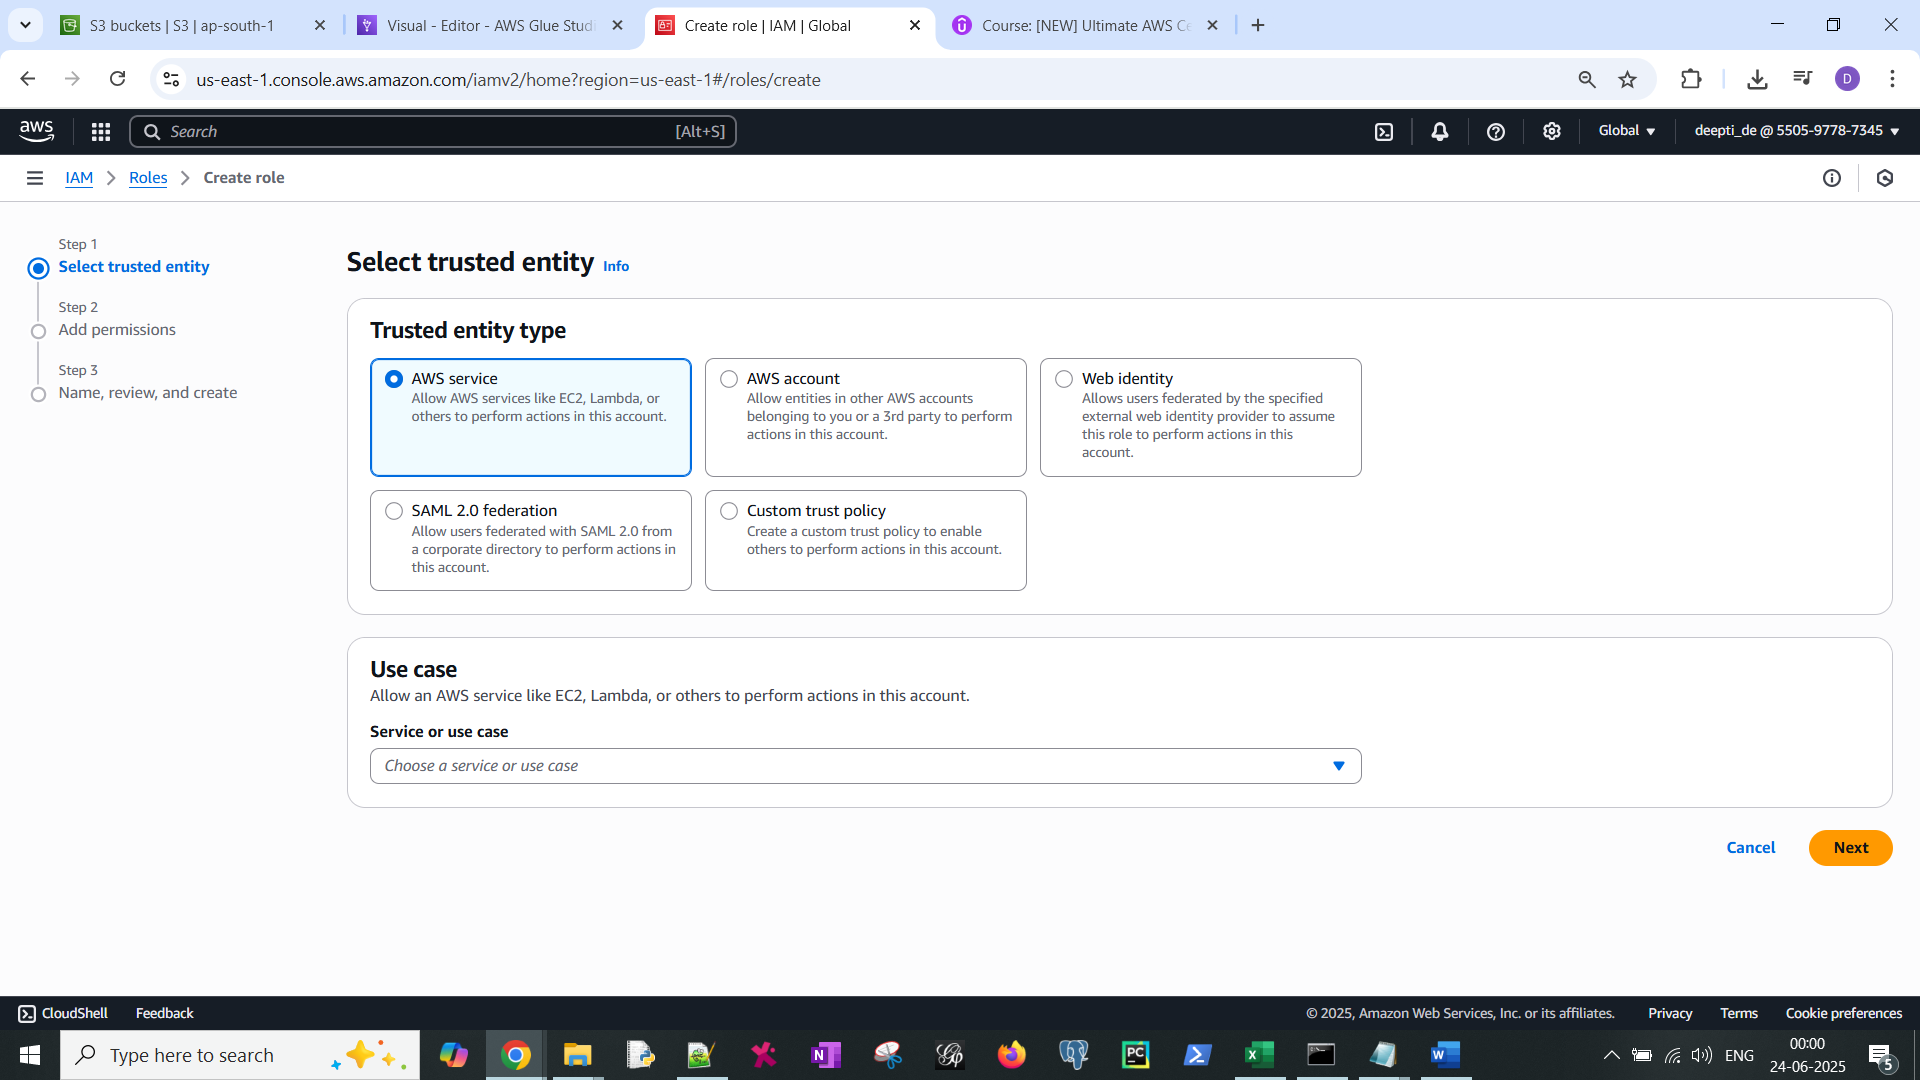 S3 buckets | S3 | ap-south-1
Visual - Editor - AWS Glue Studi
Create role | IAM | Global
Course: [NEW] Ultimate AWS Ce
us-east-1.console.aws.amazon.com/iamv2/home?region=us-east-1#/roles/create
D
aws
Search
[Alt+S]
Global
deepti_de @ 5505-9778-7345
IAM
Roles
Create role
Step 1
Select trusted entity
Step 2
Add permissions
Step 3
Name, review, and create
Select trusted entity Info
Trusted entity type
AWS service
Allow AWS services like EC2, Lambda, or
others to perform actions in this account.
AWS account
Allow entities in other AWS accounts
belonging to you or a 3rd party to perform
actions in this account.
Web identity
Allows users federated by the specified
external web identity provider to assume
this role to perform actions in this
account.
SAML 2.0 federation
Allow users federated with SAML 2.0 from
a corporate directory to perform actions in
this account.
Custom trust policy
Create a custom trust policy to enable
others to perform actions in this account.
Use case
Allow an AWS service like EC2, Lambda, or others to perform actions in this account.
Service or use case
Choose a service or use case
Cancel
Next
CloudShell
Feedback
© 2025, Amazon Web Services, Inc. or its affiliates.
Privacy
Terms
Cookie preferences
Type here to search
ENG
00:00
24-06-2025
5